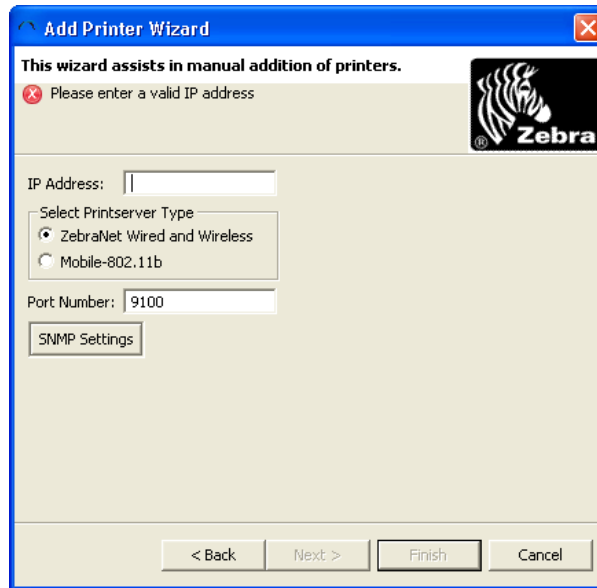 Add Printer Wizard
This wizard assists in manual addition of printers.
Please enter a valid IP address
® Zebra
IP Address:
Select Printserver Type
ZebraNet Wired and Wireless
Mobile-802.11b
Port Number: 9100
SNMP Settings
< Back Next > Finish Cancel